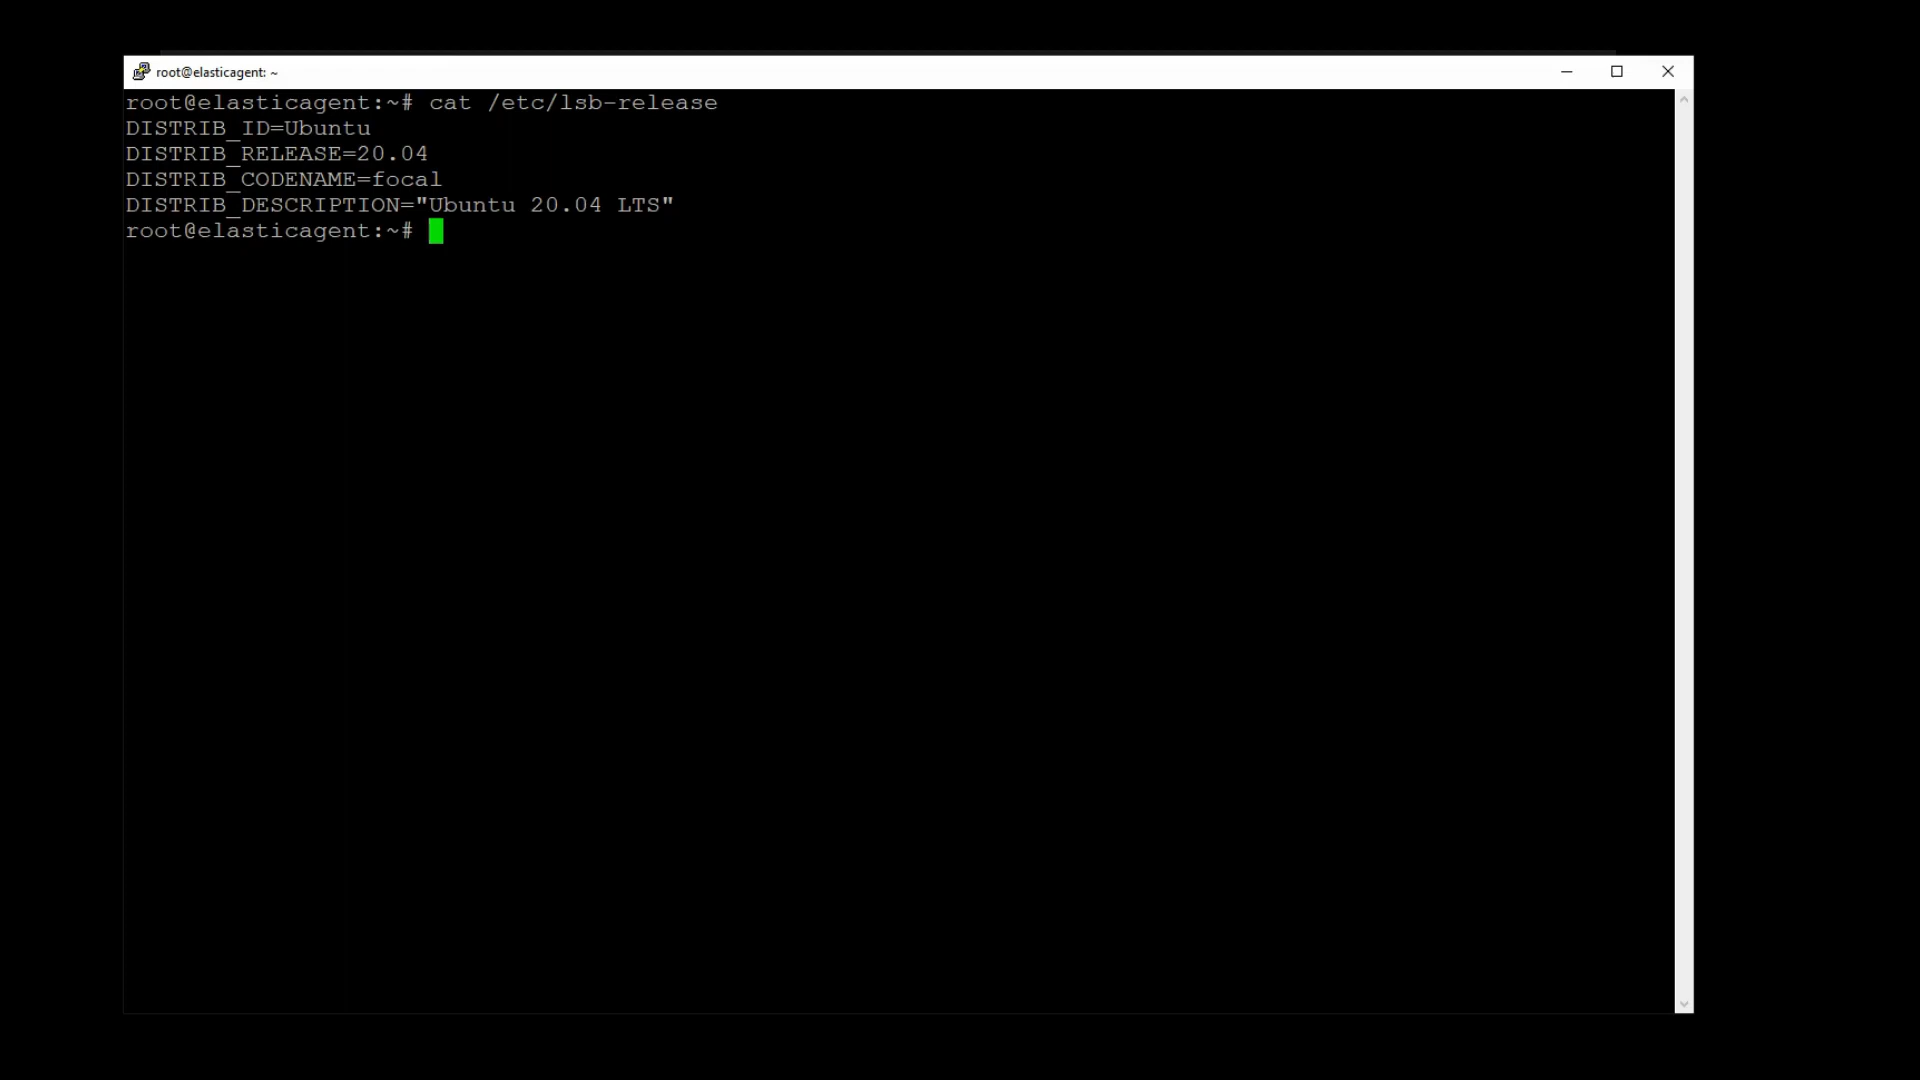 root@elasticagent: ~
root@elasticagent:~# cat /etc/lsb-release
DISTRIB_ID=Ubuntu
DISTRIB_RELEASE=20.04
DISTRIB_CODENAME=focal
DISTRIB_DESCRIPTION="Ubuntu 20.04 LTS"
root@elasticagent:~#